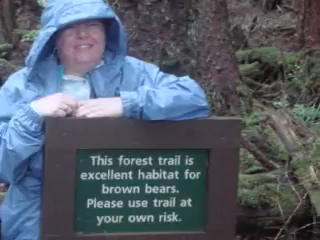 This forest trail is
excellent habitat for
brown bears.
Please use trail at
your own risk.